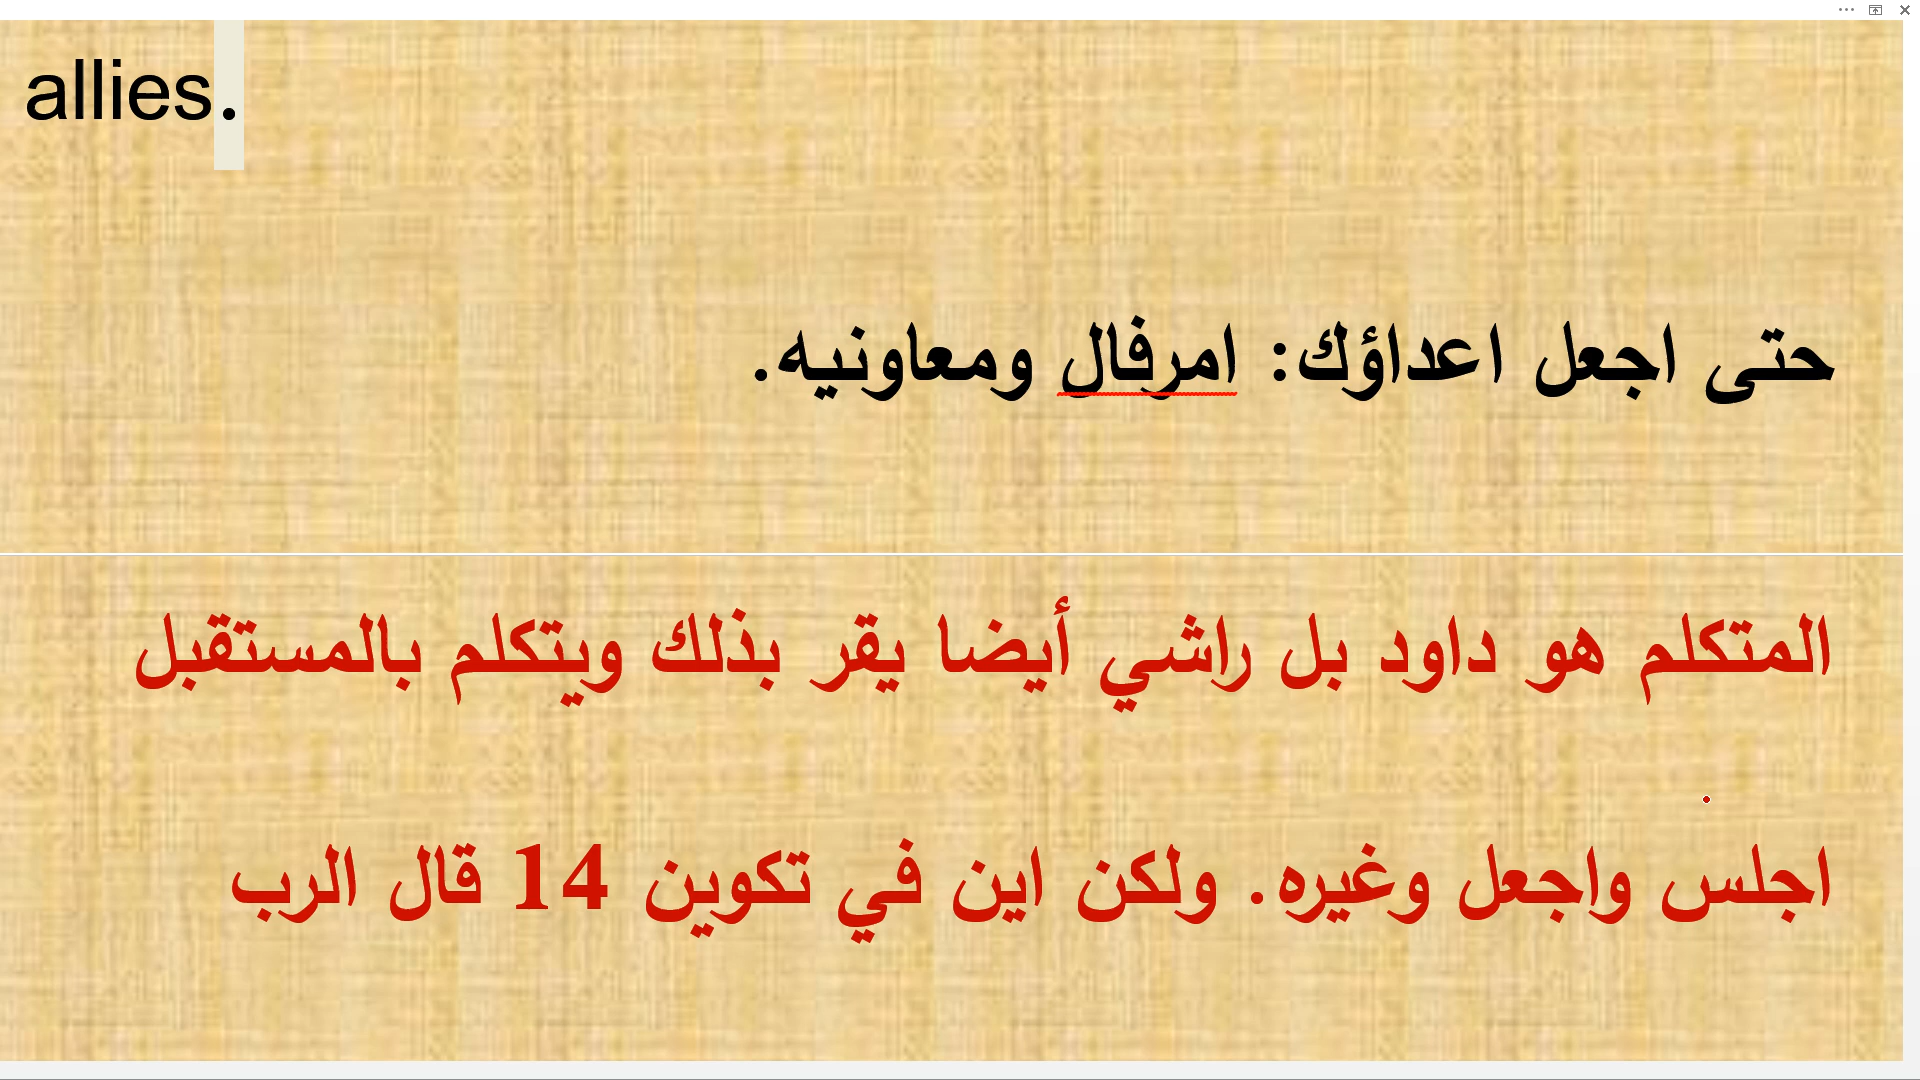 allies.
حتى اجعل اعداؤك: امرفال ومعاونيه.
المتكلم هو داود بل راشي أيضا يقر بذلك ويتكلم بالمستقبل
اجلس واجعل وغيره. ولكن اين في تكوين 14 قال الرب